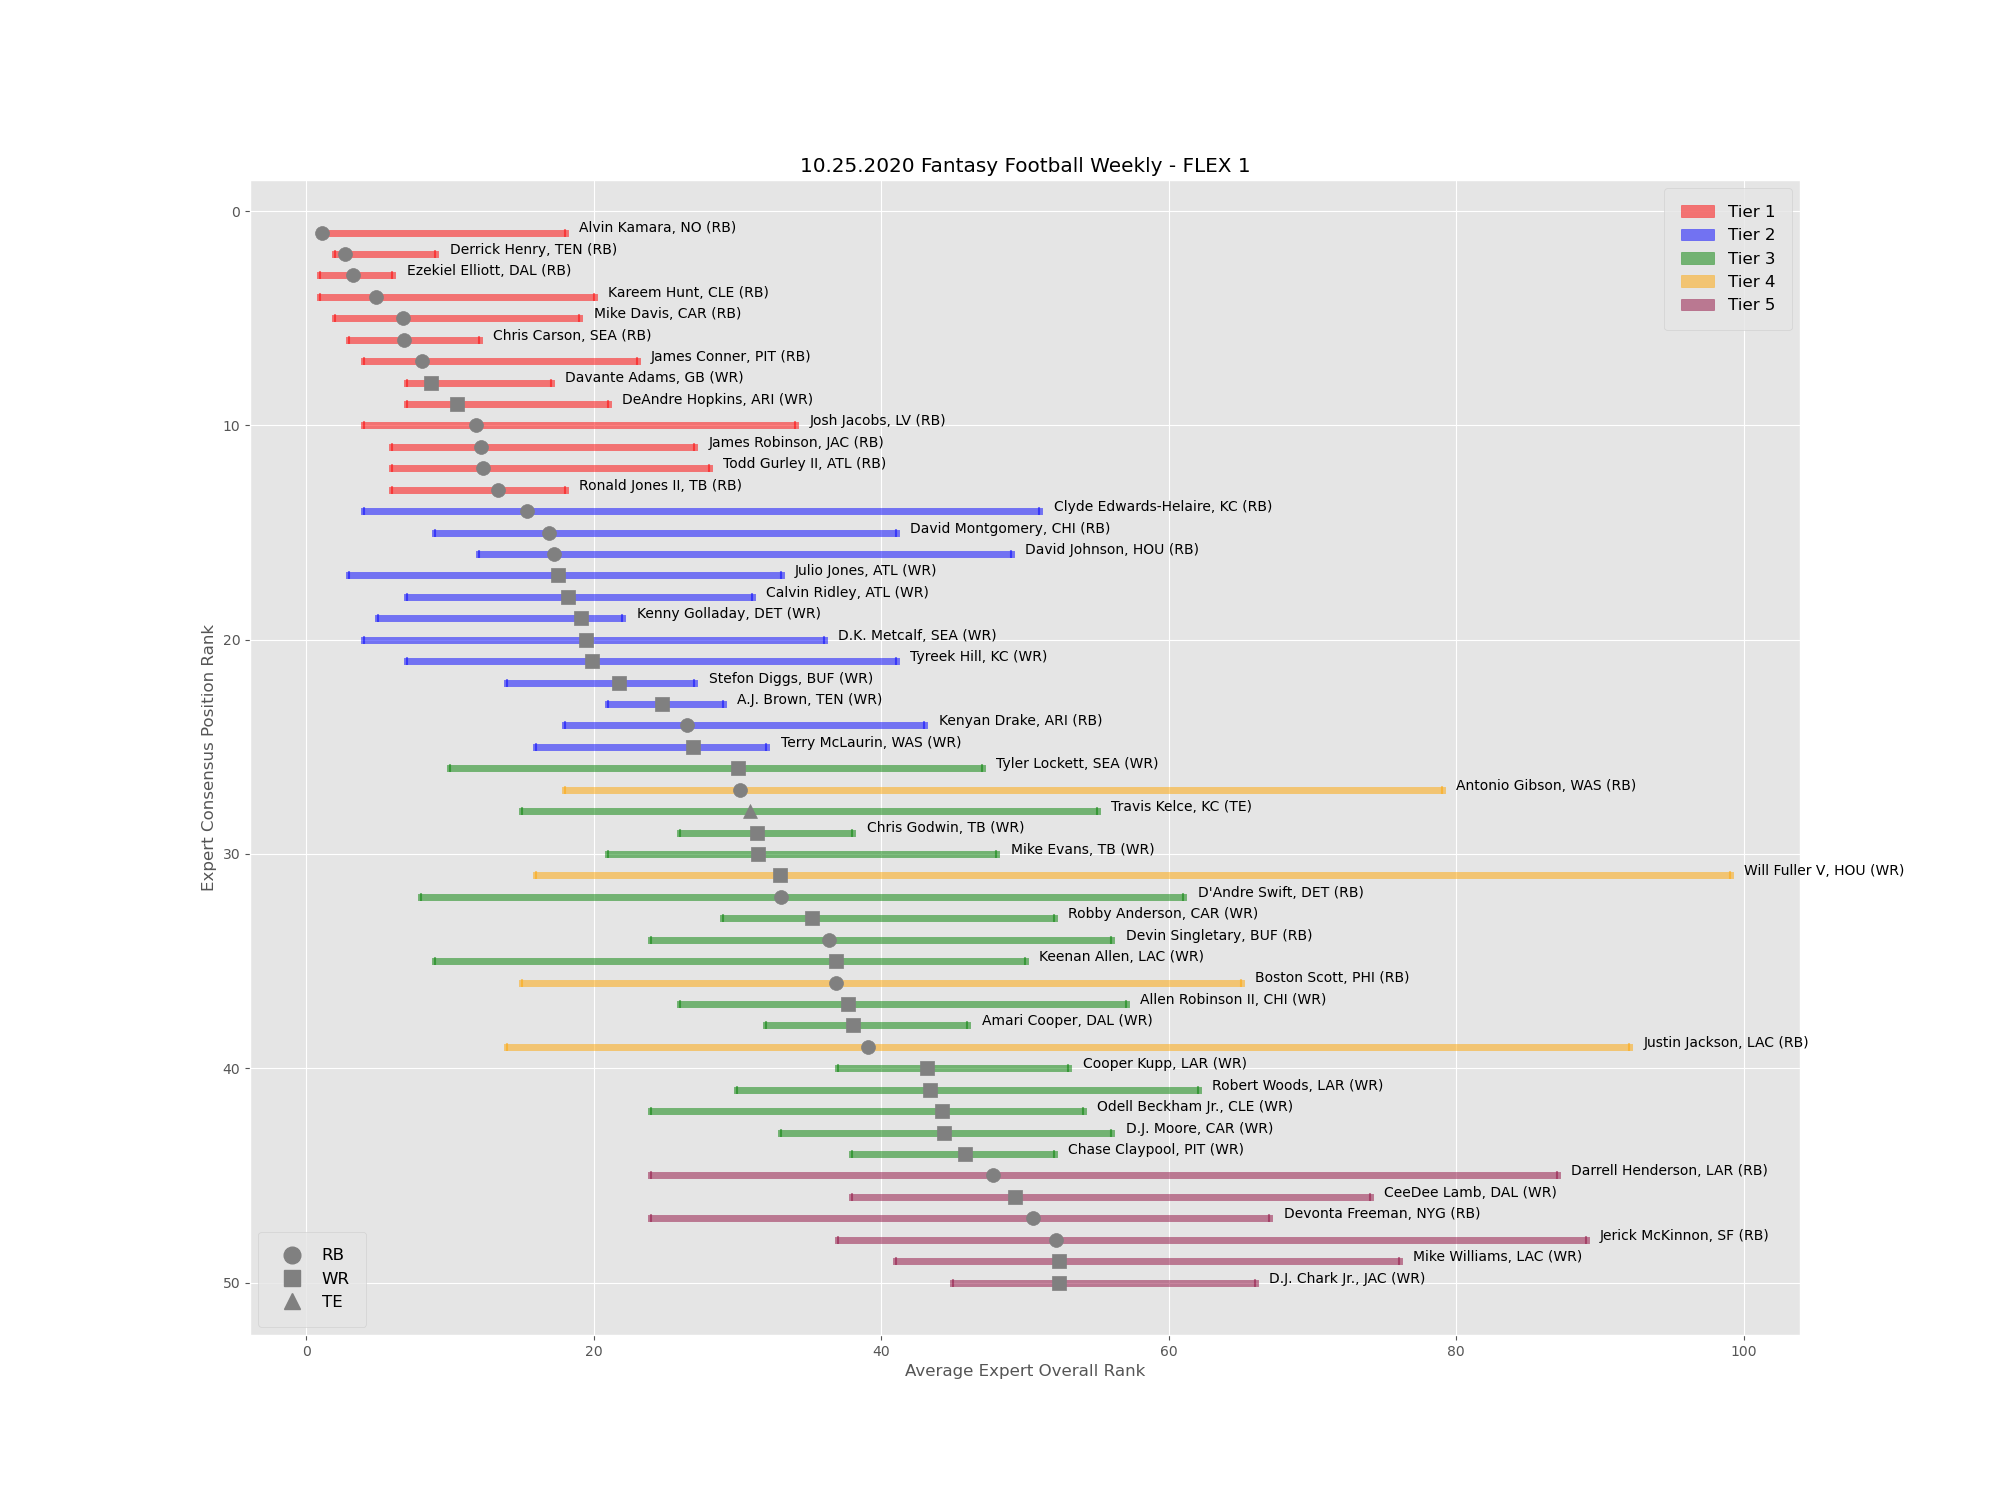 10.25.2020 Fantasy Football Weekly - FLEX 1
Tier 1
Tier 2
Tier 3
Tier 4
Tier 5
Expert Consensus Position Rank
0
10
20
30
40
50
Alvin Kamara, NO (RB)
Derrick Henry, TEN (RB)
Ezekiel Elliott, DAL (RB)
Kareem Hunt, CLE (RB)
Mike Davis, CAR (RB)
Chris Carson, SEA (RB)
James Conner, PIT (RB)
Davante Adams, GB (WR)
DeAndre Hopkins, ARI (WR)
Josh Jacobs, LV (RB)
James Robinson, JAC (RB)
Todd Gurley II, ATL (RB)
Ronald Jones II, TB (RB)
Clyde Edwards-Helaire, KC (RB)
David Montgomery, CHI (RB)
David Johnson, HOU (RB)
Julio Jones, ATL (WR)
Calvin Ridley, ATL (WR)
Kenny Golladay, DET (WR)
D.K. Metcalf, SEA (WR)
Tyreek Hill, KC (WR)
Stefon Diggs, BUF (WR)
A.J. Brown, TEN (WR)
Kenyan Drake, ARI (RB)
Terry McLaurin, WAS (WR)
Tyler Lockett, SEA (WR)
Antonio Gibson, WAS (RB)
Travis Kelce, KC (TE)
Chris Godwin, TB (WR)
Mike Evans, TB (WR)
Will Fuller V, HOU (WR)
D'Andre Swift, DET (RB)
Robby Anderson, CAR (WR)
Devin Singletary, BUF (RB)
Keenan Allen, LAC (WR)
Boston Scott, PHI (RB)
Allen Robinson II, CHI (WR)
Amari Cooper, DAL (WR)
Justin Jackson, LAC (RB)
Cooper Kupp, LAR (WR)
Robert Woods, LAR (WR)
Odell Beckham Jr., CLE (WR)
D.J. Moore, CAR (WR)
Chase Claypool, PIT (WR)
Darrell Henderson, LAR (RB)
CeeDee Lamb, DAL (WR)
Devonta Freeman, NYG (RB)
Jerick McKinnon, SF (RB)
Mike Williams, LAC (WR)
D.J. Chark Jr., JAC (WR)
RB
WR
TE
0 20 40 60 80 100
Average Expert Overall Rank